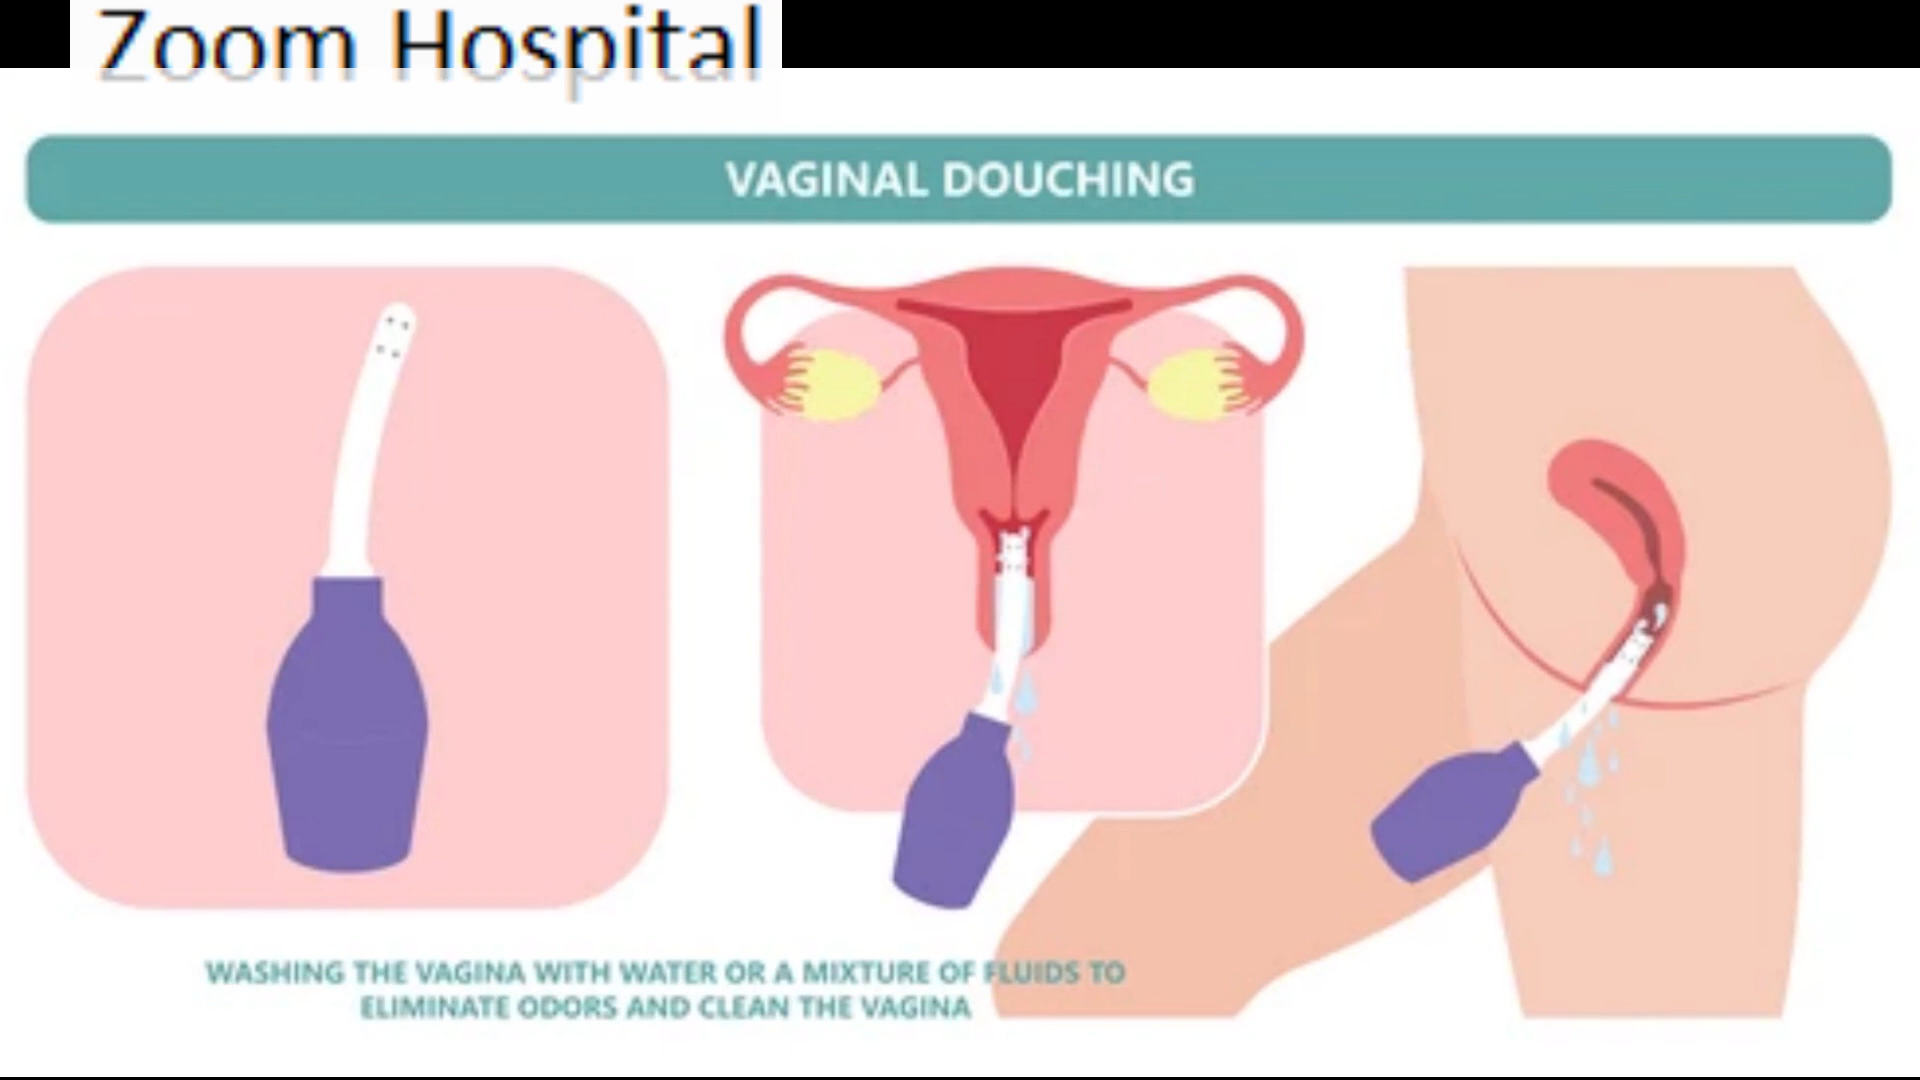 Zoom Hospital
VAGINAL DOUCHING
WASHING THE VAGINA WITH WATER OR A MIXTURE OF FLUIDS TO
ELIMINATE ODORS AND CLEAN THE VAGINA